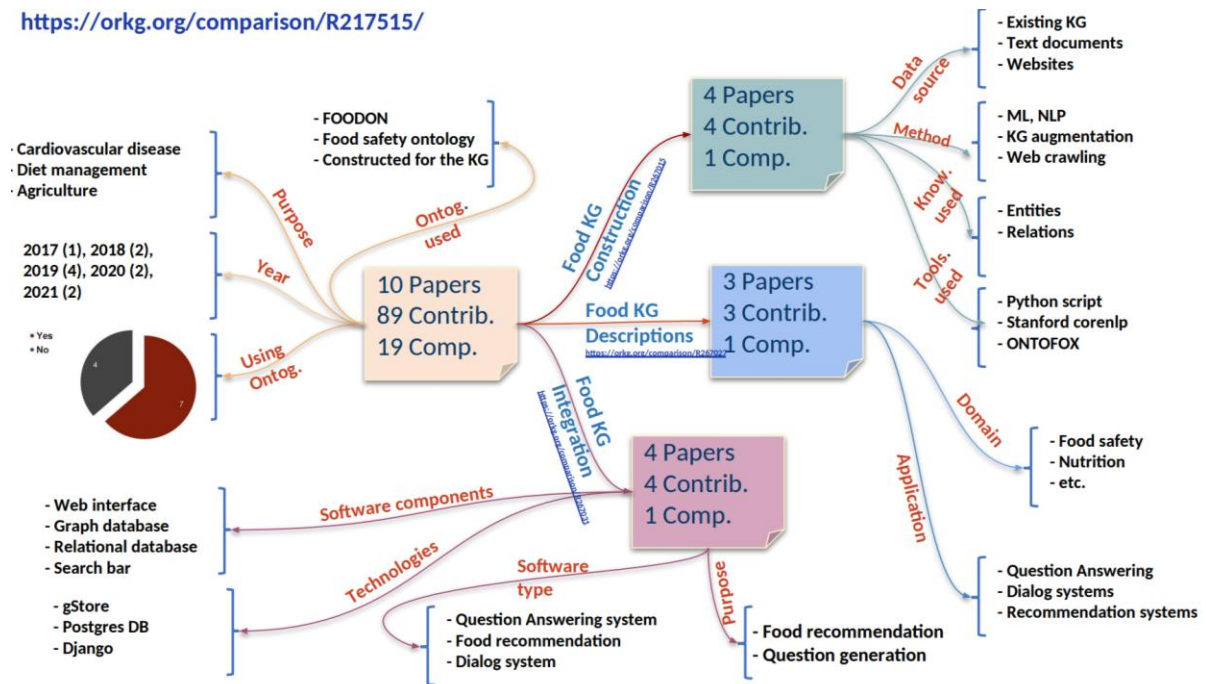 https://orkg.org/comparison/R217515/
- FOODON
- Food safety ontology
- Constructed for the KG
Ontog.
used
- Cardiovascular disease
- Diet management
- Agriculture
Purpose
2017 (1), 2018 (2),
2019 (4), 2020 (2),
2021 (2)
Year
Yes
No
4
7
Using
Ontog.
10 Papers
89 Contrib.
19 Comp.
Food KG
Construction
https://orkg.org/comparison/R267015
4 Papers
4 Contrib.
1 Comp.
Data
source
- Existing KG
- Text documents
- Websites
Method
- ML, NLP
- KG augmentation
- Web crawling
Know.
used
- Entities
- Relations
Tools.
used
- Python script
- Stanford corenlp
- ONTOFOX
Food KG
Descriptions
3 Papers
3 Contrib.
1 Comp.
Domain
- Food safety
- Nutrition
- etc.
Application
- Question Answering
- Dialog systems
- Recommendation systems
Food KG
Integration
4 Papers
4 Contrib.
1 Comp.
Software components
- Web interface
- Graph database
- Relational database
- Search bar
Technologies
- gStore
- Postgres DB
- Django
Software
type
- Question Answering system
- Food recommendation
- Dialog system
Purpose
- Food recommendation
- Question generation